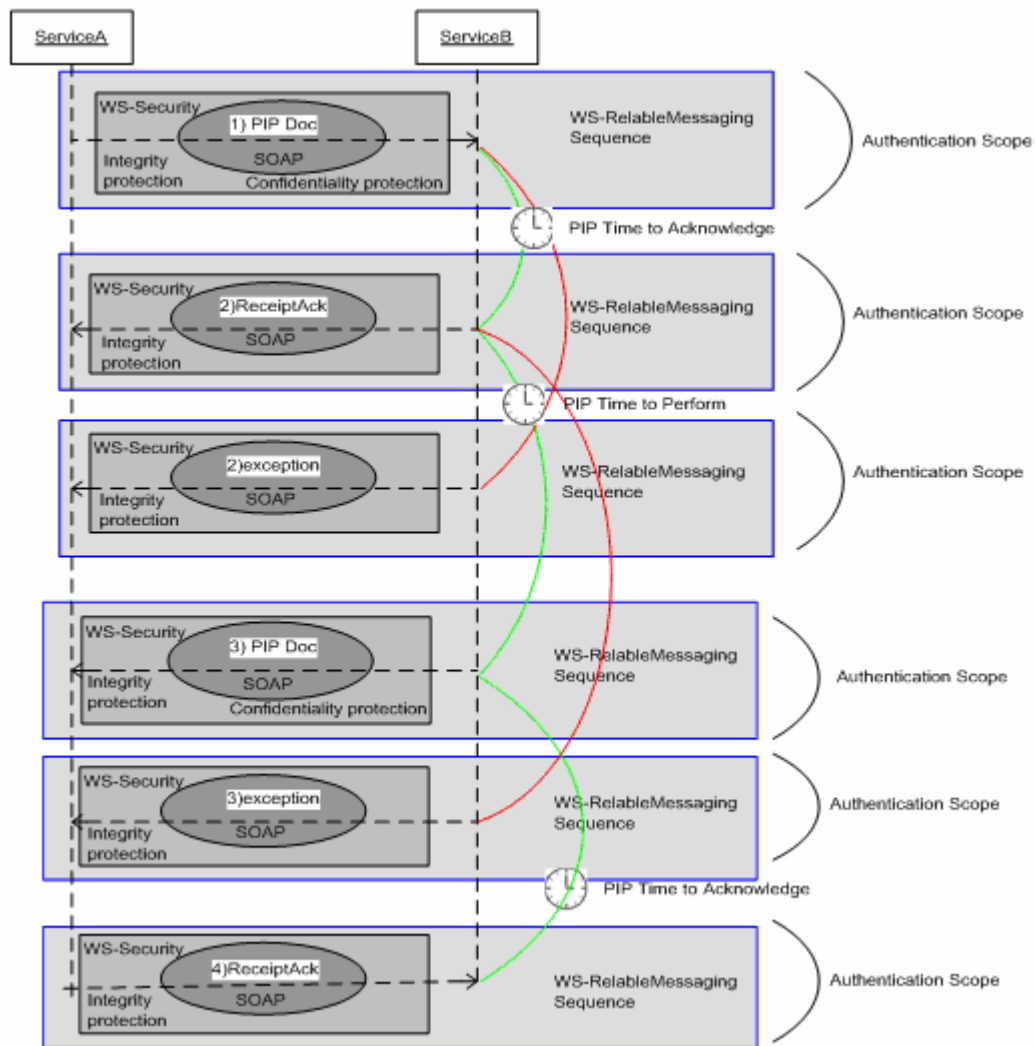 ServiceA
ServiceB
WS-Security
1) PIP Doc
SOAP
Integrity
protection
Confidentiality protection
WS-RelableMessaging
Sequence
Authentication Scope
PIP Time to Acknowledge
WS-Security
2)ReceiptAck
SOAP
Integrity
protection
WS-RelableMessaging
Sequence
Authentication Scope
PIP Time to Perform
WS-Security
2)exception
SOAP
Integrity
protection
WS-RelableMessaging
Sequence
Authentication Scope
WS-Security
3) PIP Doc
SOAP
Integrity
protection
Confidentiality protection
WS-RelableMessaging
Sequence
Authentication Scope
WS-Security
3)exception
SOAP
Integrity
protection
WS-RelableMessaging
Sequence
Authentication Scope
PIP Time to Acknowledge
WS-Security
4)ReceiptAck
SOAP
Integrity
protection
WS-RelableMessaging
Sequence
Authentication Scope